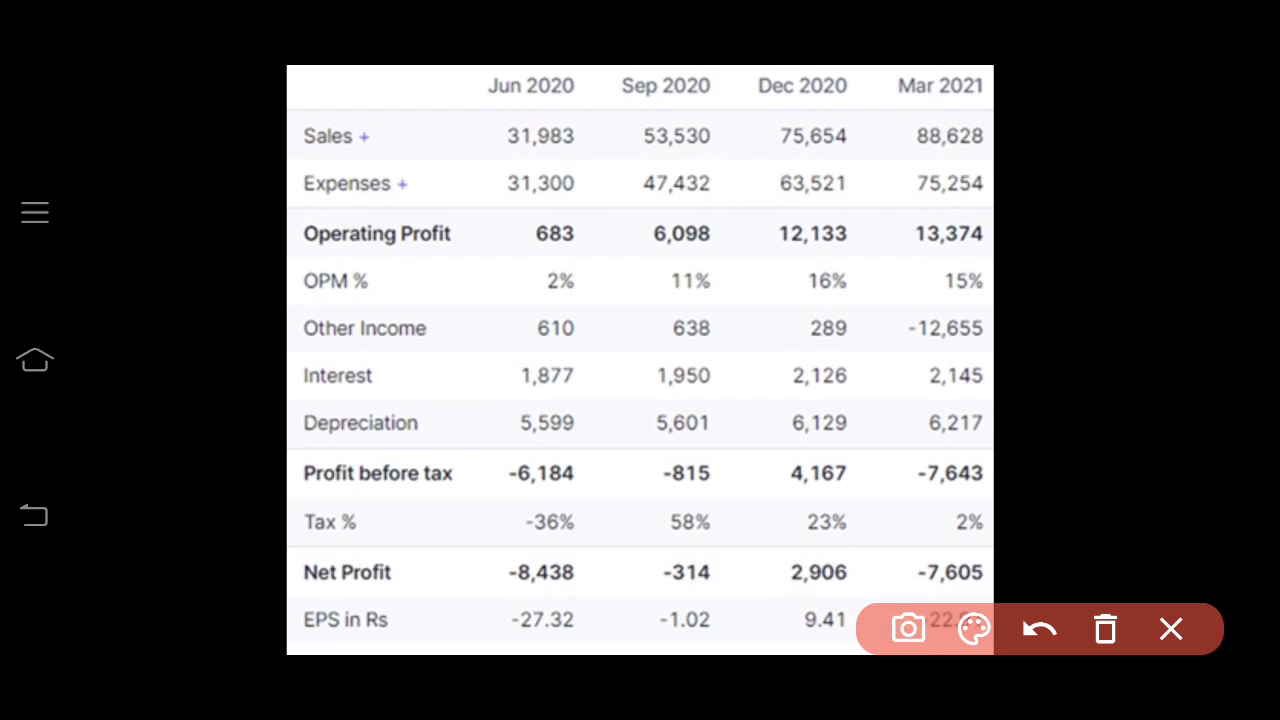 Jun 2020 Sep 2020 Dec 2020 Mar 2021
Sales + 31,983 53,530 75,654 88,628
Expenses + 31,300 47,432 63,521 75,254
Operating Profit 683 6,098 12,133 13,374
OPM % 2% 11% 16% 15%
Other Income 610 638 289 -12,655
Interest 1,877 1,950 2,126 2,145
Depreciation 5,599 5,601 6,129 6,217
Profit before tax -6,184 -815 4,167 -7,643
Tax % -36% 58% 23% 2%
Net Profit -8,438 -314 2,906 -7,605
EPS in Rs -27.32 -1.02 9.41